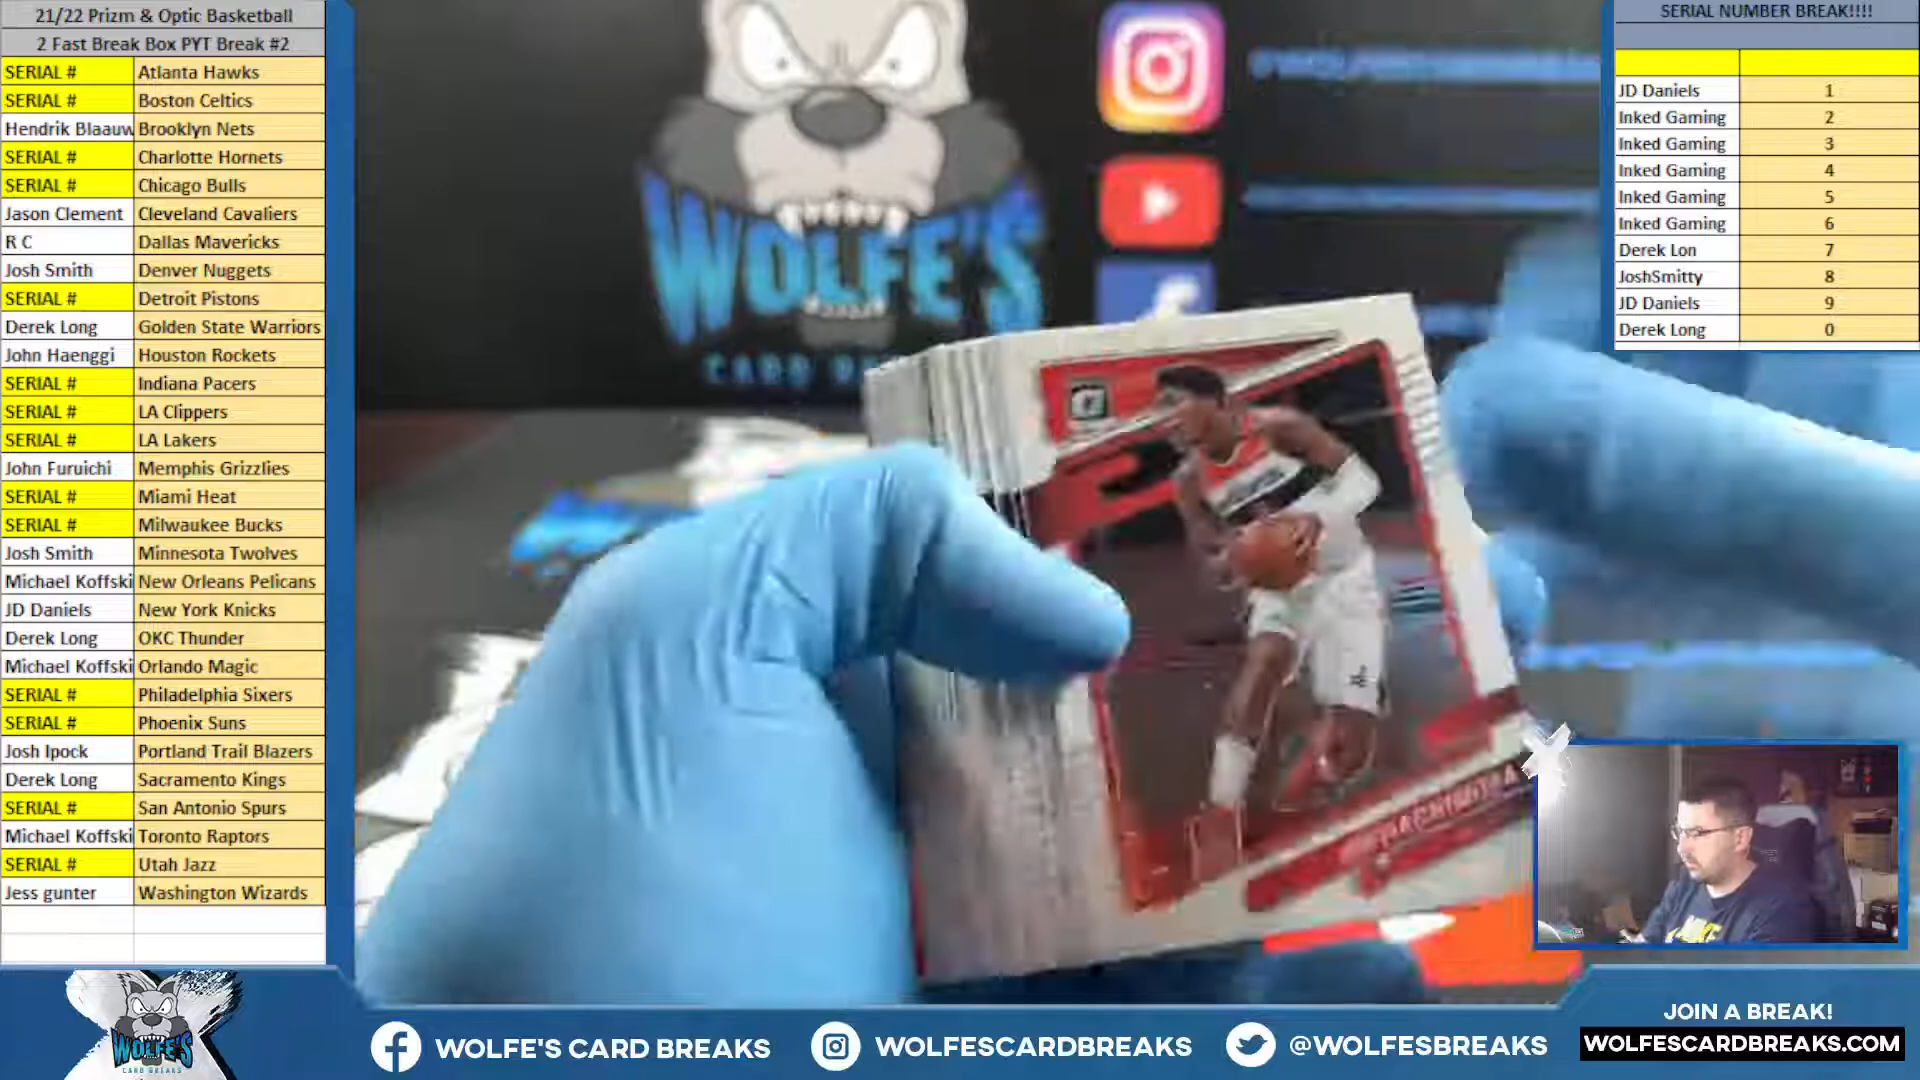 21/22 Prizm & Optic Basketball
2 Fast Break Box PYT Break #2
SERIAL # Atlanta Hawks
SERIAL # Boston Celtics
Hendrik Blaauw Brooklyn Nets
SERIAL # Charlotte Hornets
SERIAL # Chicago Bulls
Jason Clement Cleveland Cavaliers
R C Dallas Mavericks
Josh Smith Denver Nuggets
SERIAL # Detroit Pistons
Derek Long Golden State Warriors
John Haenggi Houston Rockets
SERIAL # Indiana Pacers
SERIAL # LA Clippers
SERIAL # LA Lakers
John Furuichi Memphis Grizzlies
SERIAL # Miami Heat
SERIAL # Milwaukee Bucks
Josh Smith Minnesota Twolves
Michael Koffski New Orleans Pelicans
JD Daniels New York Knicks
Derek Long OKC Thunder
Michael Koffski Orlando Magic
SERIAL # Philadelphia Sixers
SERIAL # Phoenix Suns
Josh Ipock Portland Trail Blazers
Derek Long Sacramento Kings
SERIAL # San Antonio Spurs
Michael Koffski Toronto Raptors
SERIAL # Utah Jazz
Jess gunter Washington Wizards
WOLFE'S
CARD
SERIAL NUMBER BREAK!!!!
JD Daniels 1
Inked Gaming 2
Inked Gaming 3
Inked Gaming 4
Inked Gaming 5
Inked Gaming 6
Derek Lon 7
JoshSmitty 8
JD Daniels 9
Derek Long 0
WOLFE'S
CARD BREAKS
WOLFE'S CARD BREAKS
WOLFESCARDBREAKS
@WOLFESBREAKS
JOIN A BREAK!
WOLFESCARDBREAKS.COM